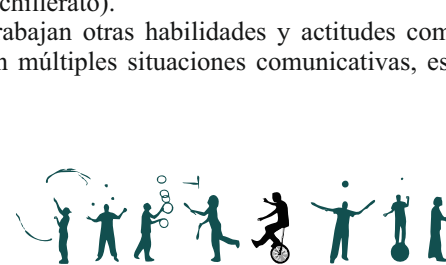 chillerato).
rabajan otras habilidades y actitudes com
n múltiples situaciones comunicativas, es